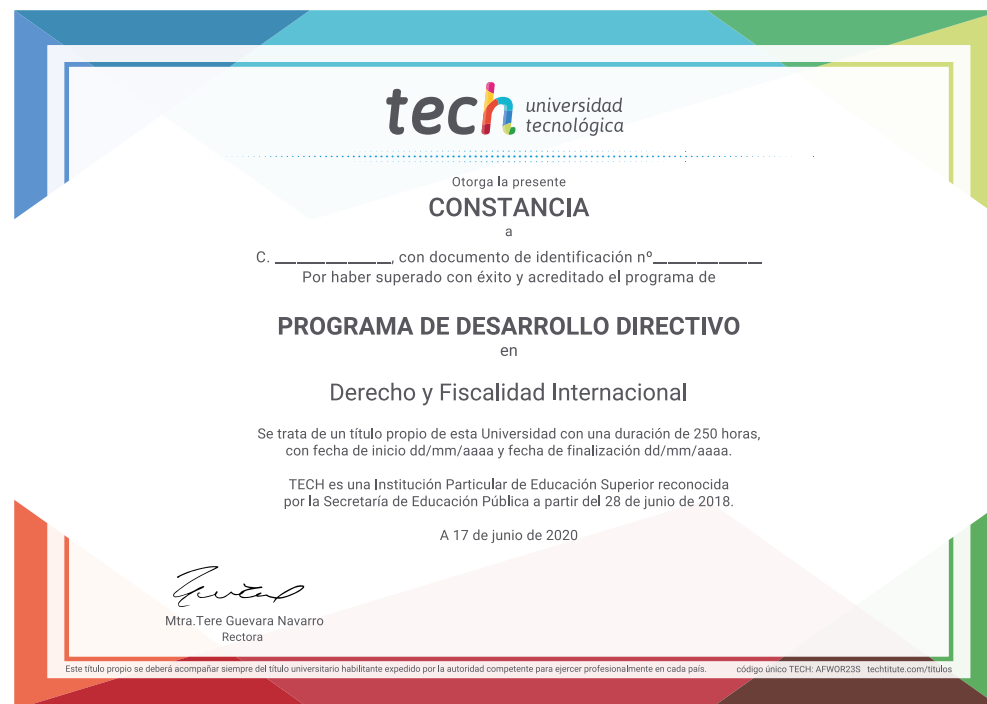 tech universidad
tecnológica
Otorga la presente
CONSTANCIA
a
C. ______________, con documento de identificación nº______________
Por haber superado con éxito y acreditado el programa de
PROGRAMA DE DESARROLLO DIRECTIVO
en
Derecho y Fiscalidad Internacional
Se trata de un título propio de esta Universidad con una duración de 250 horas,
con fecha de inicio dd/mm/aaaa y fecha de finalización dd/mm/aaaa.
TECH es una Institución Particular de Educación Superior reconocida
por la Secretaría de Educación Pública a partir del 28 de junio de 2018.
A 17 de junio de 2020
Mtra.Tere Guevara Navarro
Rectora
Este título propio se deberá acompañar siempre del título universitario habilitante expedido por la autoridad competente para ejercer profesionalmente en cada país. código único TECH: AFWOR23S techtitute.com/titulos